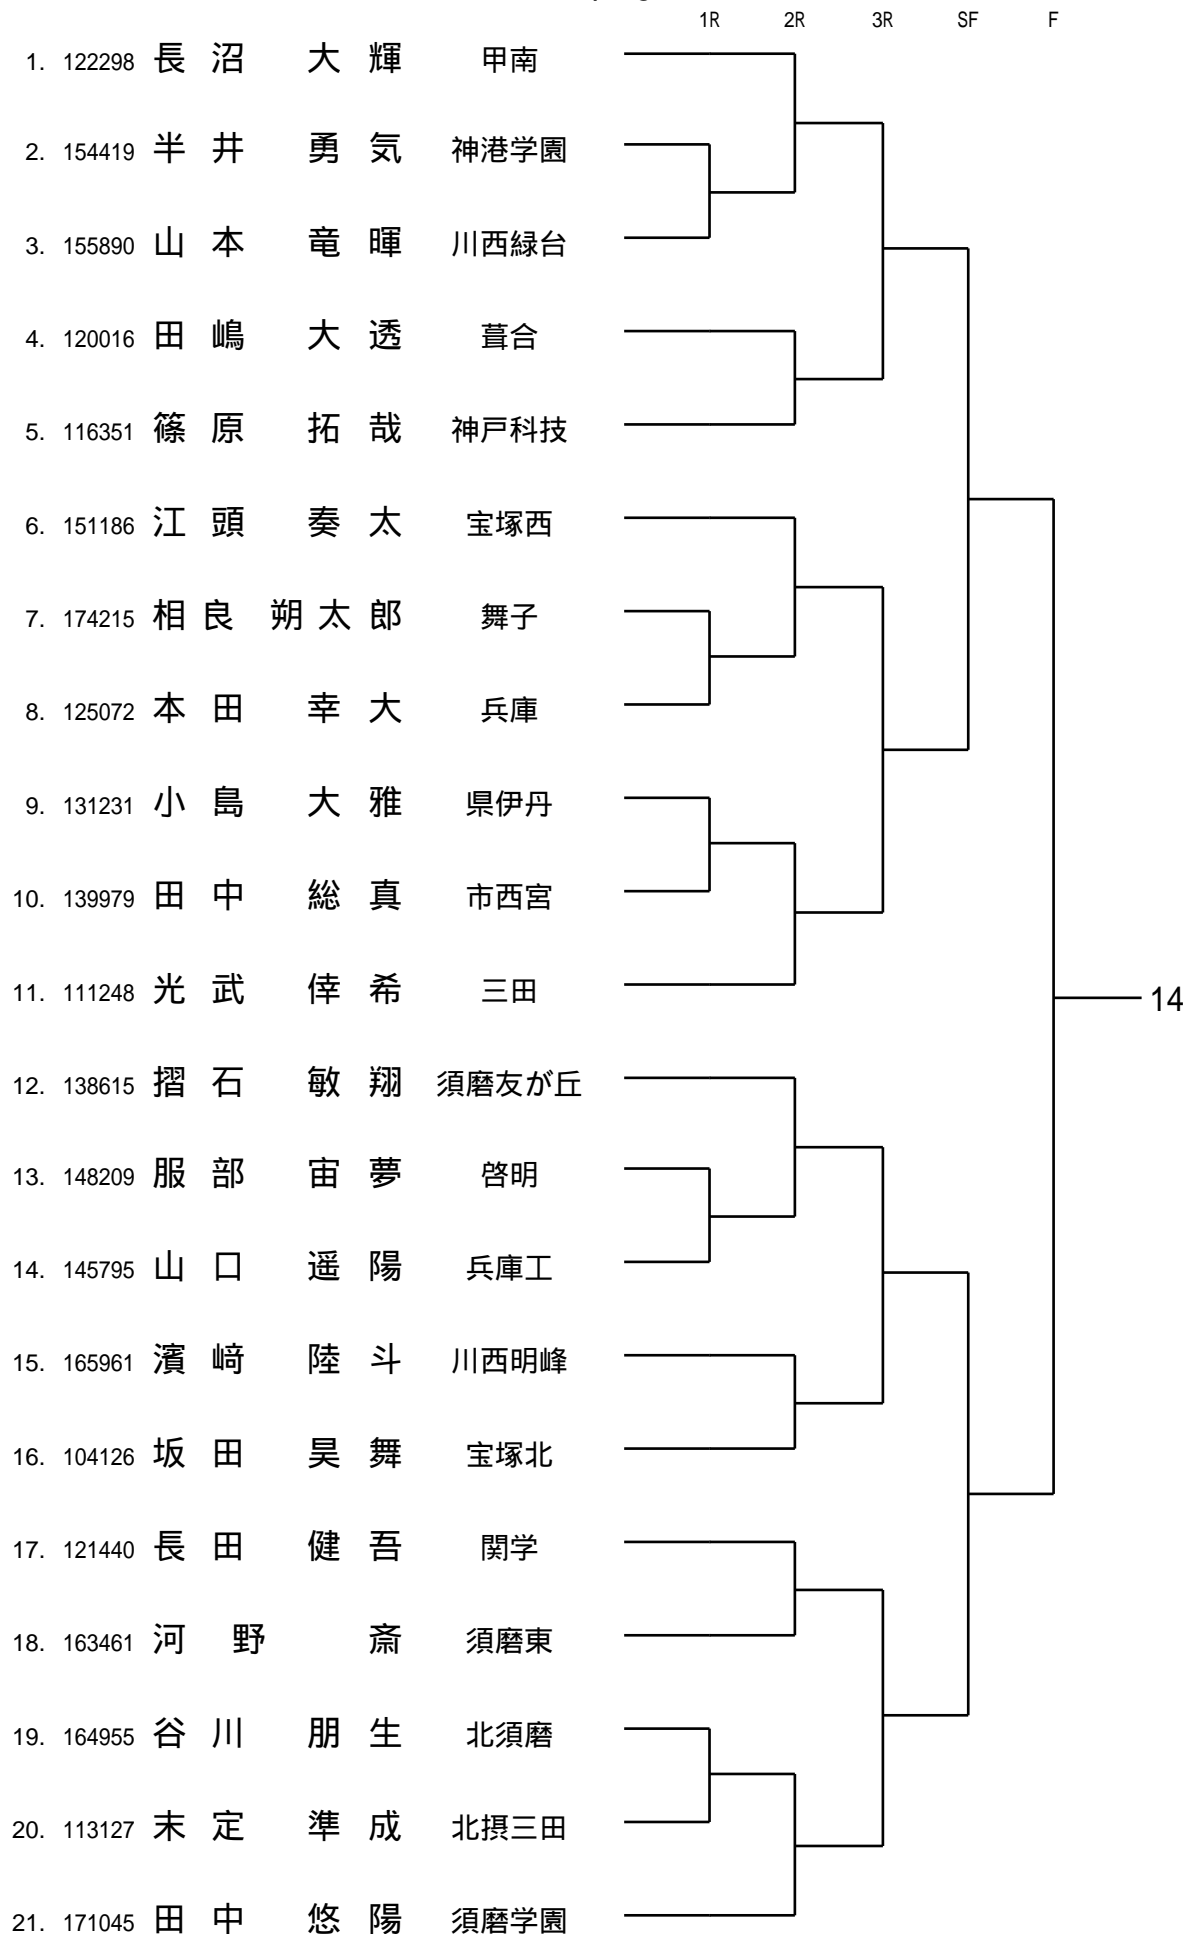 1R 2R 3R SF F
1. 122298 長沼 大輝 甲南
2. 154419 半井 勇気 神港学園
3. 155890 山本 竜暉 川西緑台
4. 120016 田嶋 大透 葺合
5. 116351 篠原 拓哉 神戸科技
6. 151186 江頭 奏太 宝塚西
7. 174215 相良 朔太郎 舞子
8. 125072 本田 幸大 兵庫
9. 131231 小島 大雅 県伊丹
10. 139979 田中 総真 市西宮
11. 111248 光武 倖希 三田
14
12. 138615 摺石 敏翔 須磨友が丘
13. 148209 服部 宙夢 啓明
14. 145795 山口 遥陽 兵庫工
15. 165961 濱﨑 陸斗 川西明峰
16. 104126 坂田 昊舞 宝塚北
17. 121440 長田 健吾 関学
18. 163461 河野 斎 須磨東
19. 164955 谷川 朋生 北須磨
20. 113127 末定 準成 北摂三田
21. 171045 田中 悠陽 須磨学園